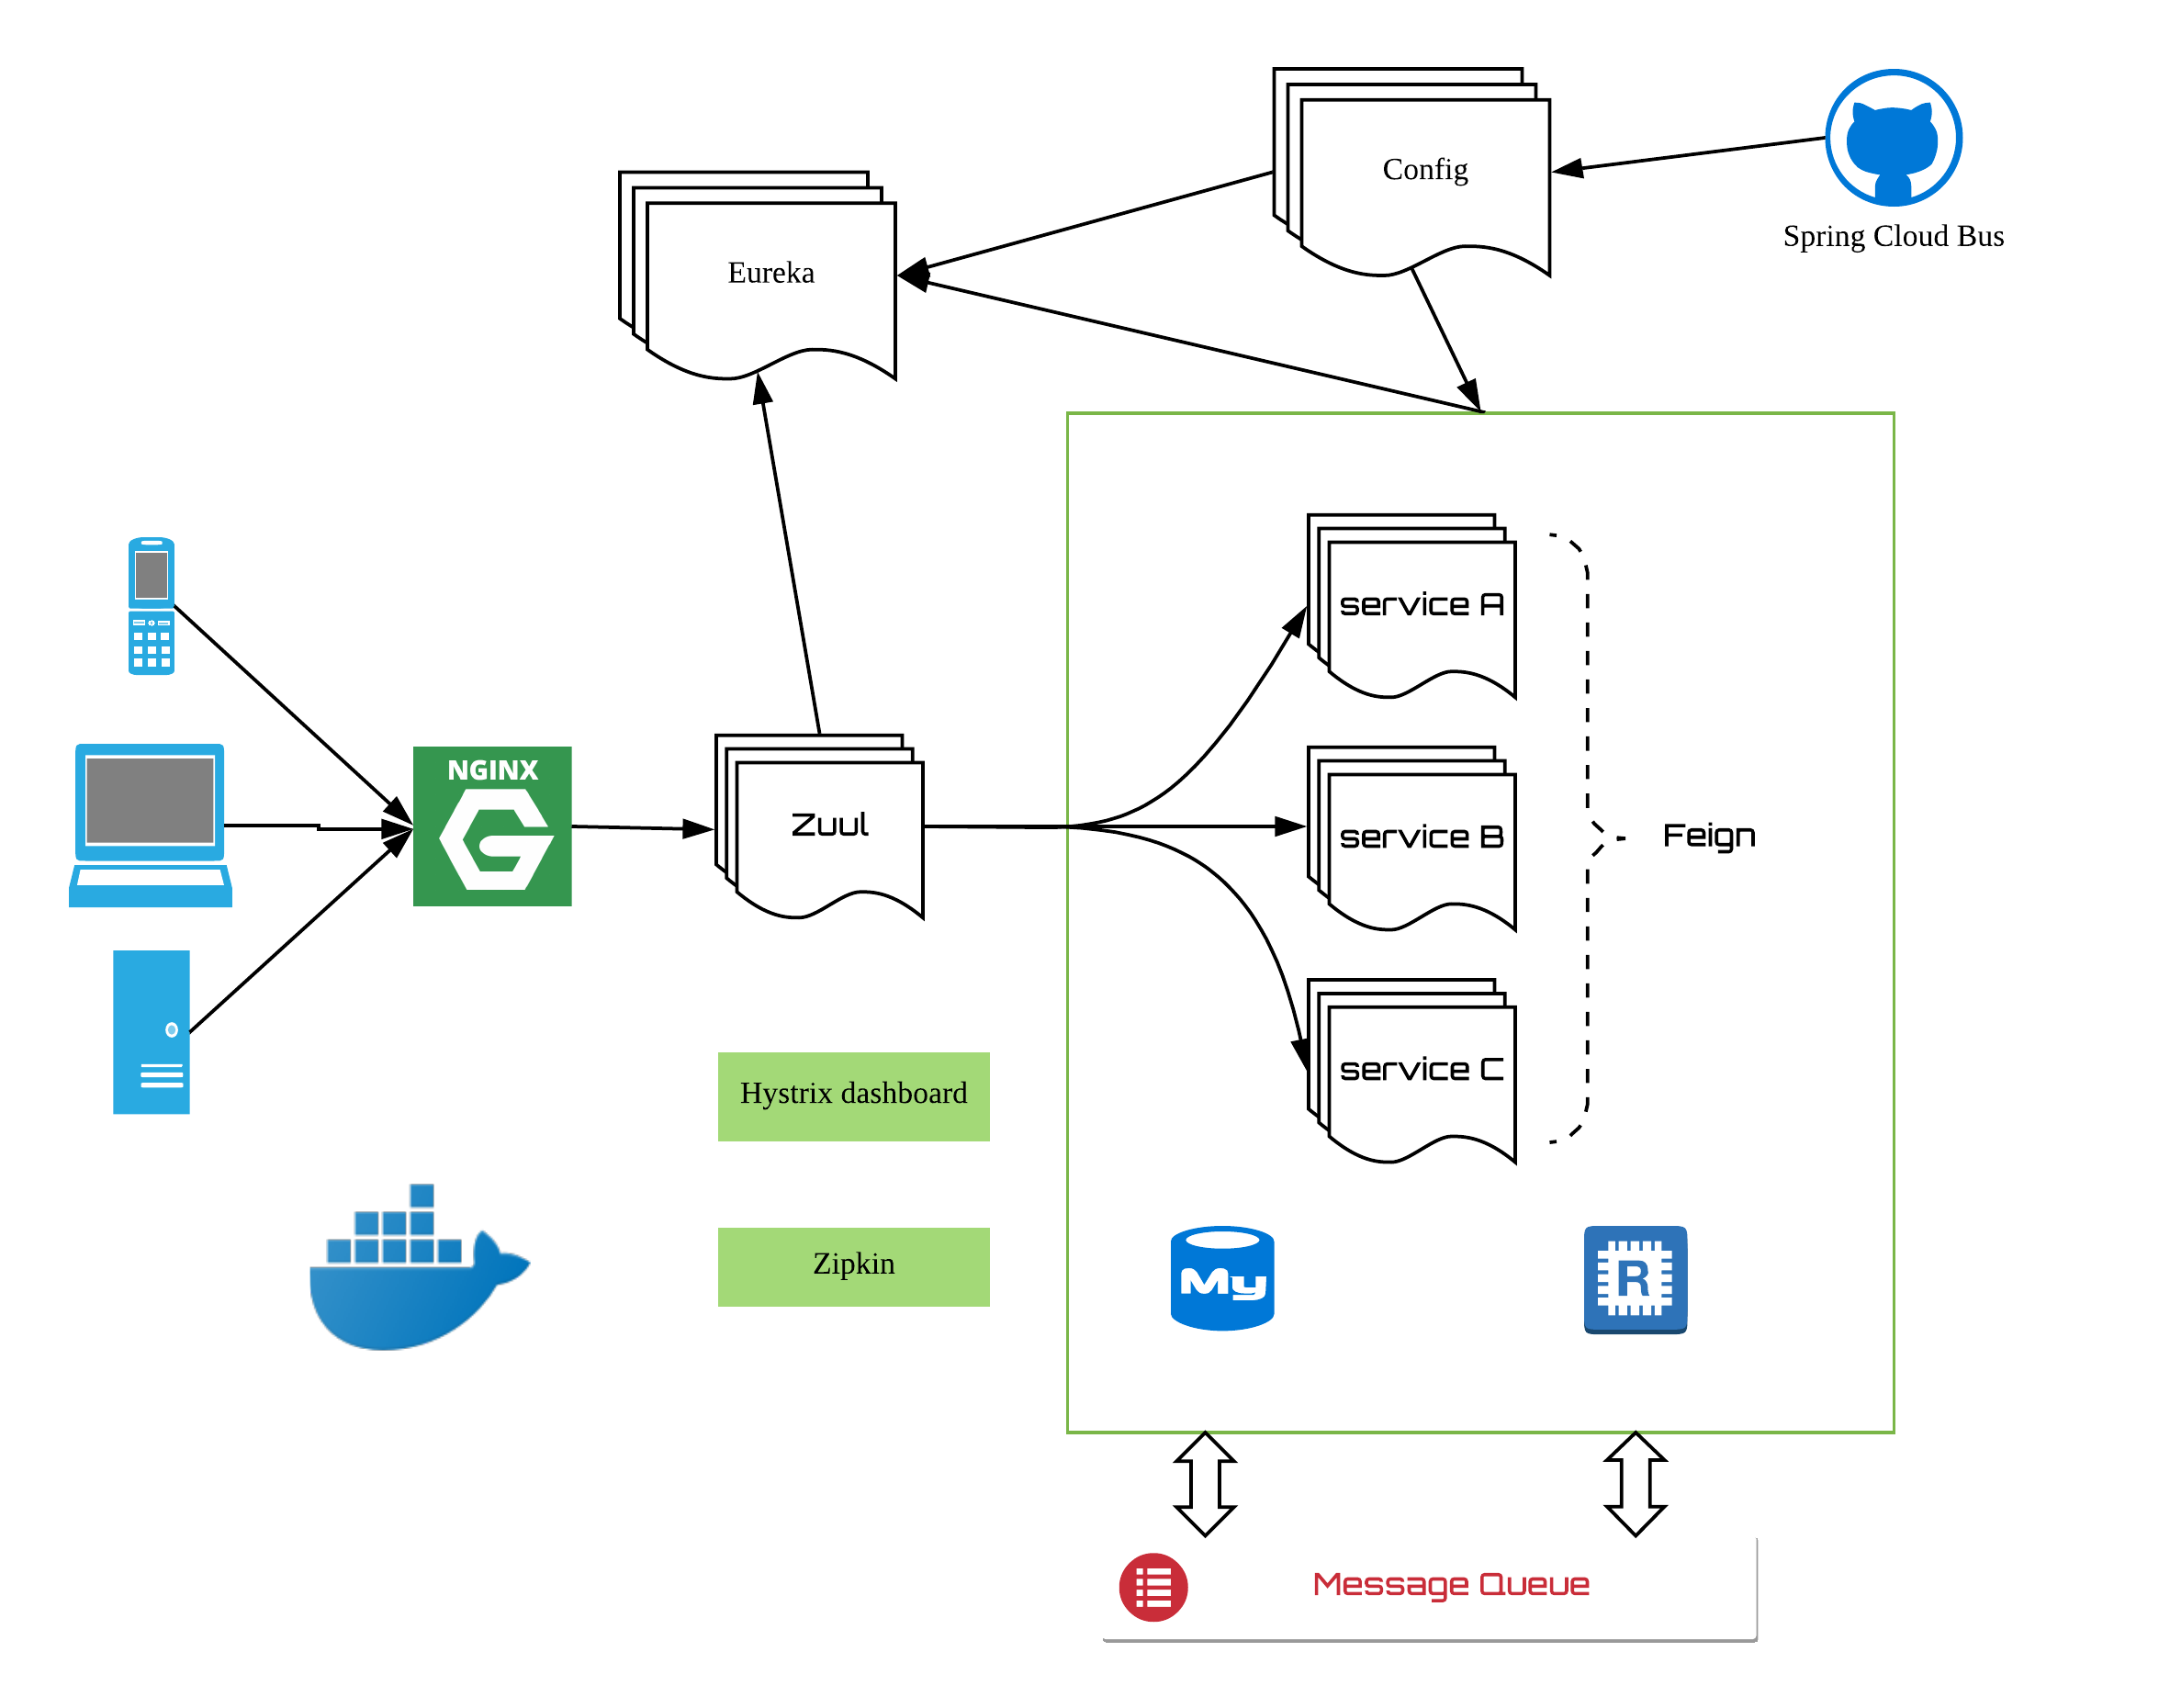 Config
Spring Cloud Bus
Eureka
service A
NGINX
Zuul
service B
Feign
service C
Hystrix dashboard
Zipkin
My
R
Message Queue